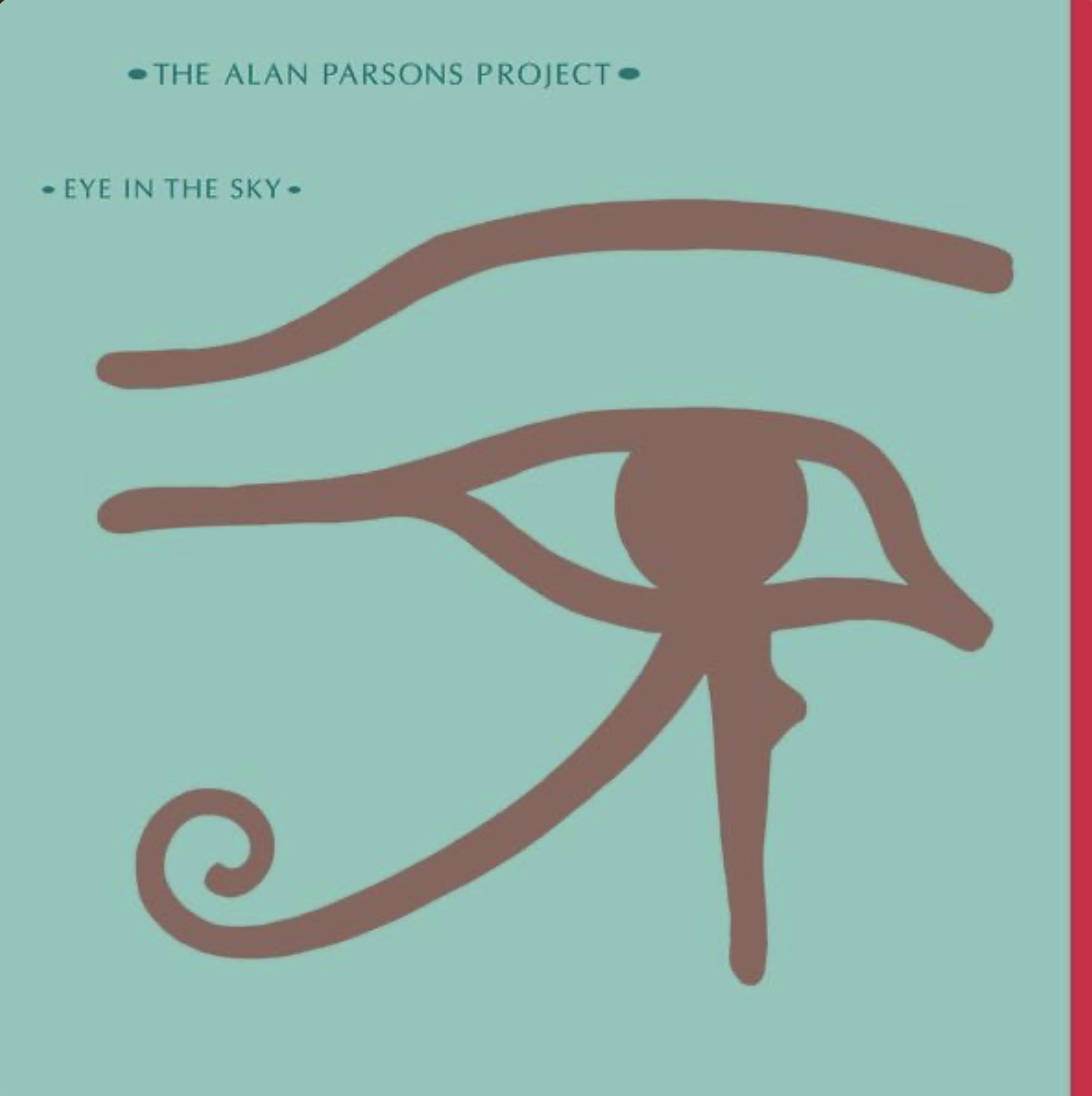 •THE ALAN PARSONS PROJECT•
•EYE IN THE SKY•